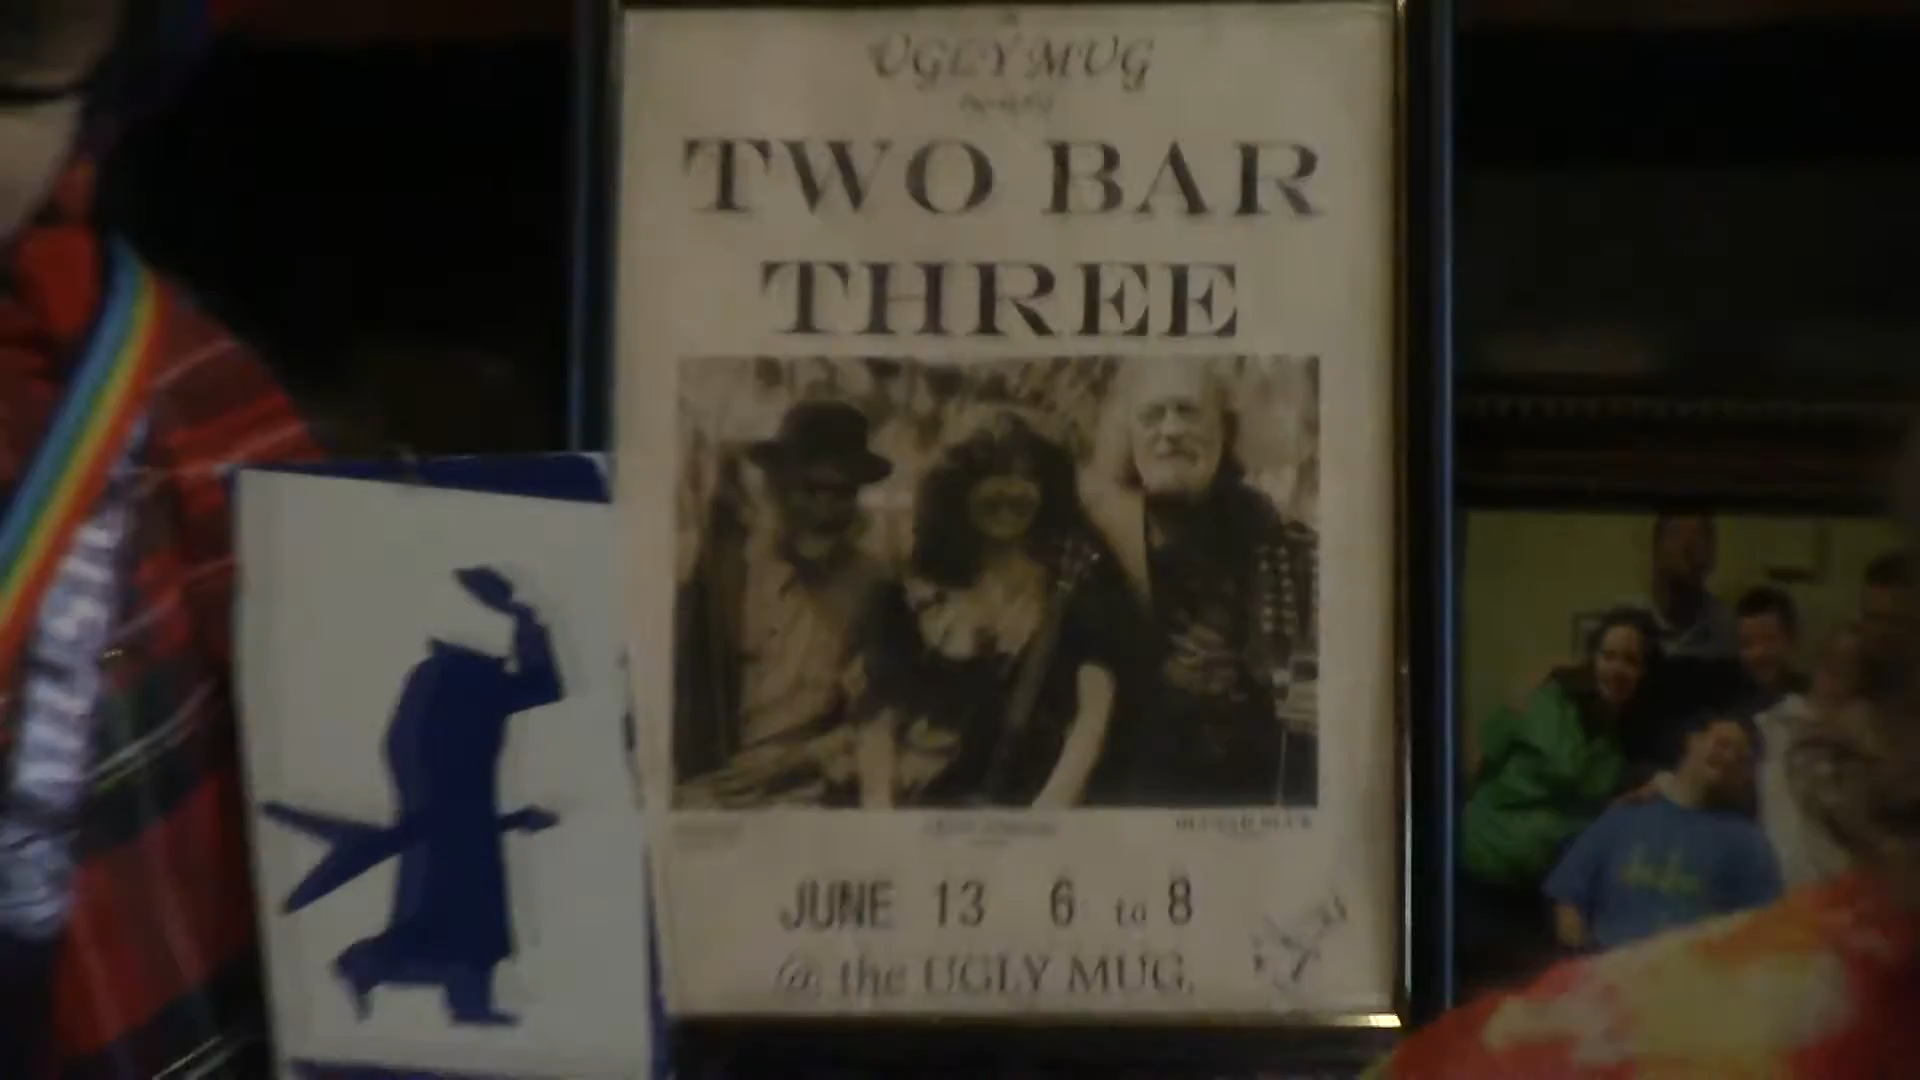 UGLY MUG
TWO BAR
THREE
JUNE 13 6 to 8
@ the UGLY MUG.